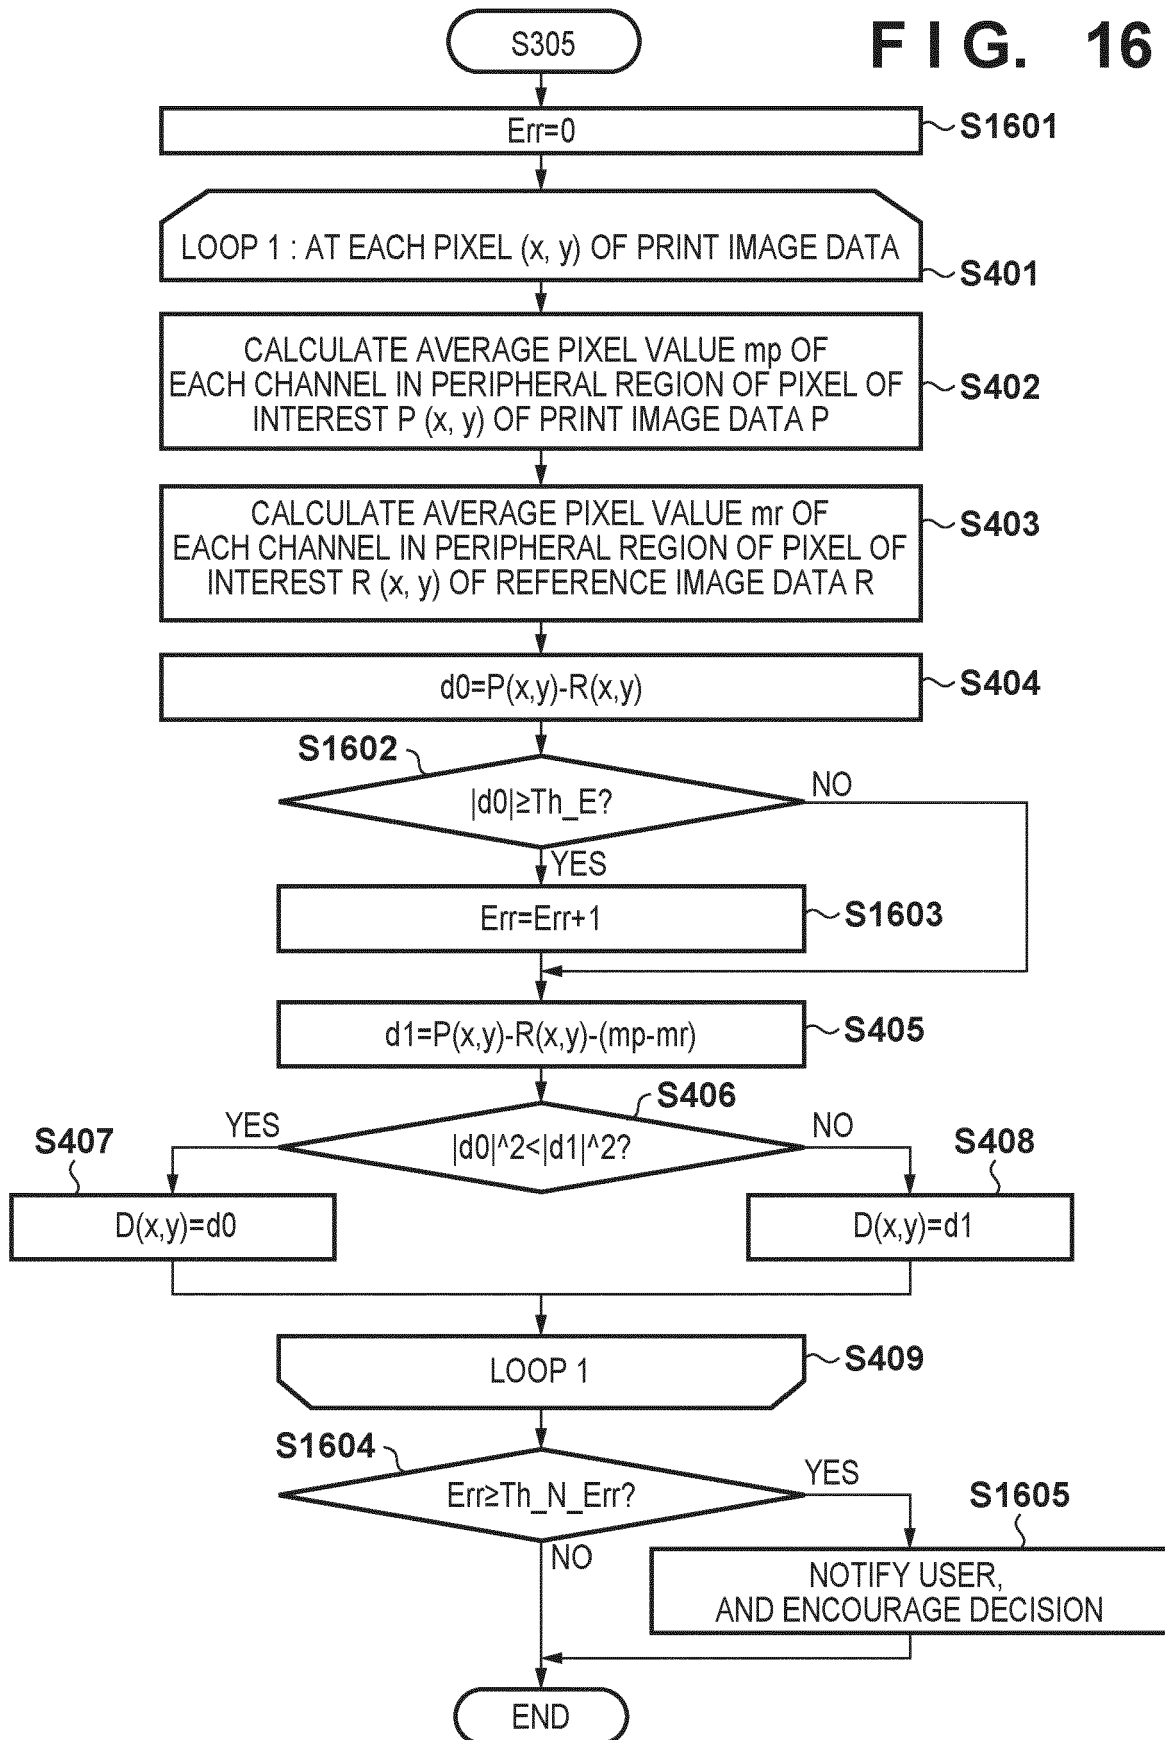 S305
F I G. 16
Err=0
S1601
LOOP 1 : AT EACH PIXEL (x, y) OF PRINT IMAGE DATA
S401
CALCULATE AVERAGE PIXEL VALUE mp OF
EACH CHANNEL IN PERIPHERAL REGION OF PIXEL OF
INTEREST P (x, y) OF PRINT IMAGE DATA P
S402
CALCULATE AVERAGE PIXEL VALUE mr OF
EACH CHANNEL IN PERIPHERAL REGION OF PIXEL OF
INTEREST R (x, y) OF REFERENCE IMAGE DATA R
S403
d0=P(x,y)-R(x,y)
S404
S1602
|d0|≥Th_E?
NO
YES
Err=Err+1
S1603
d1=P(x,y)-R(x,y)-(mp-mr)
S405
S406
|d0|^2<|d1|^2?
YES
NO
S407
D(x,y)=d0
S408
D(x,y)=d1
LOOP 1
S409
S1604
Err≥Th_N_Err?
YES
NO
S1605
NOTIFY USER,
AND ENCOURAGE DECISION
END